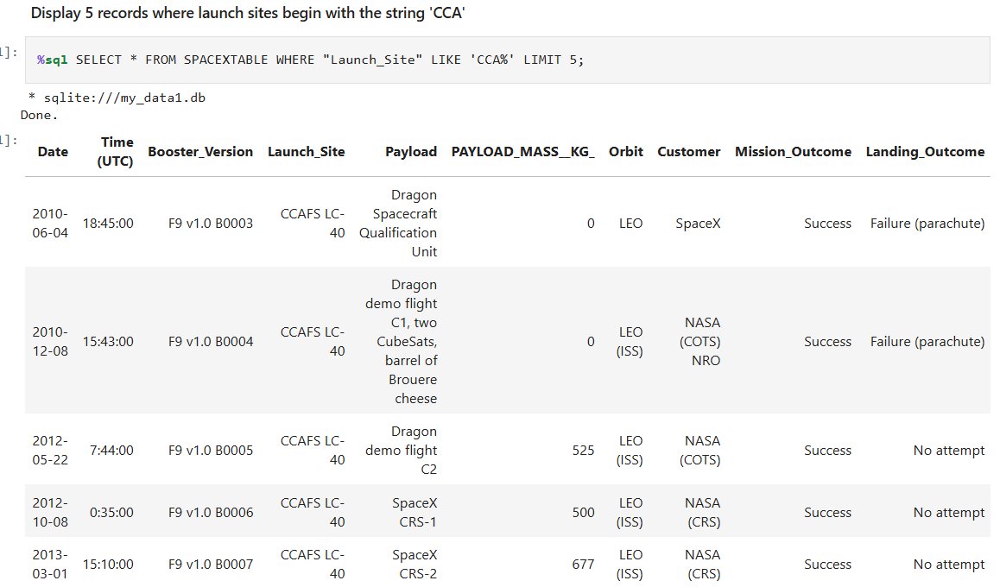 Display 5 records where launch sites begin with the string 'CCA'
]:
%sql SELECT * FROM SPACEXTABLE WHERE "Launch_Site" LIKE 'CCA%' LIMIT 5;
* sqlite:///my_data1.db
Done.
]:
Date Time (UTC) Booster_Version Launch_Site Payload PAYLOAD_MASS__KG_ Orbit Customer Mission_Outcome Landing_Outcome
2010-06-04 18:45:00 F9 v1.0 B0003 CCAFS LC-40 Dragon Spacecraft Qualification Unit 0 LEO SpaceX Success Failure (parachute)
2010-12-08 15:43:00 F9 v1.0 B0004 CCAFS LC-40 Dragon demo flight C1, two CubeSats, barrel of Brouere cheese 0 LEO (ISS) NASA (COTS) NRO Success Failure (parachute)
2012-05-22 7:44:00 F9 v1.0 B0005 CCAFS LC-40 Dragon demo flight C2 525 LEO (ISS) NASA (COTS) Success No attempt
2012-10-08 0:35:00 F9 v1.0 B0006 CCAFS LC-40 SpaceX CRS-1 500 LEO (ISS) NASA (CRS) Success No attempt
2013-03-01 15:10:00 F9 v1.0 B0007 CCAFS LC-40 SpaceX CRS-2 677 LEO (ISS) NASA (CRS) Success No attempt